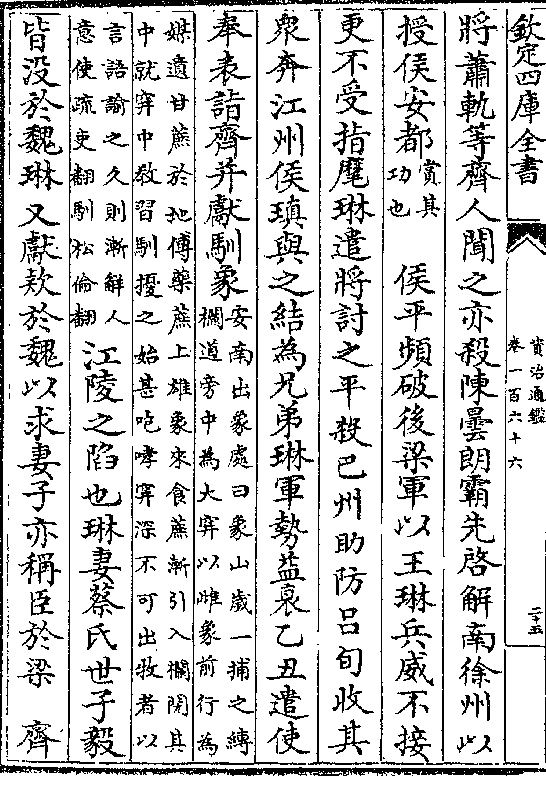 欽定四庫全書
資治通鑑
卷一百六十六
二十五
將蕭軌等齊人聞之亦殺陳曇朗霸先啓解南徐州以
授侯安都
賞其
功也
侯平頻破後梁軍以王琳兵威不接
更不受指麾琳遣將討之平殺巴州助防吕旬收其
衆奔江州侯瑱與之結為兄弟琳軍勢益衰乙丑遣使
奉表詣齊并獻馴象
安南出象處曰象山歲一捕之縛
欄道旁中為大穽以雌象前行為
媒遺甘蔗於地傅藥蔗上雄象來食蔗漸引入欄閉其
中就穽中教習馴擾之始甚咆哮穽深不可出牧者以
言語諭之久則漸解人
意使疏吏翻馴松倫翻
江陵之陷也琳妻蔡氏世子毅
皆没於魏琳又獻欵於魏以求妻子亦稱臣於梁　齊